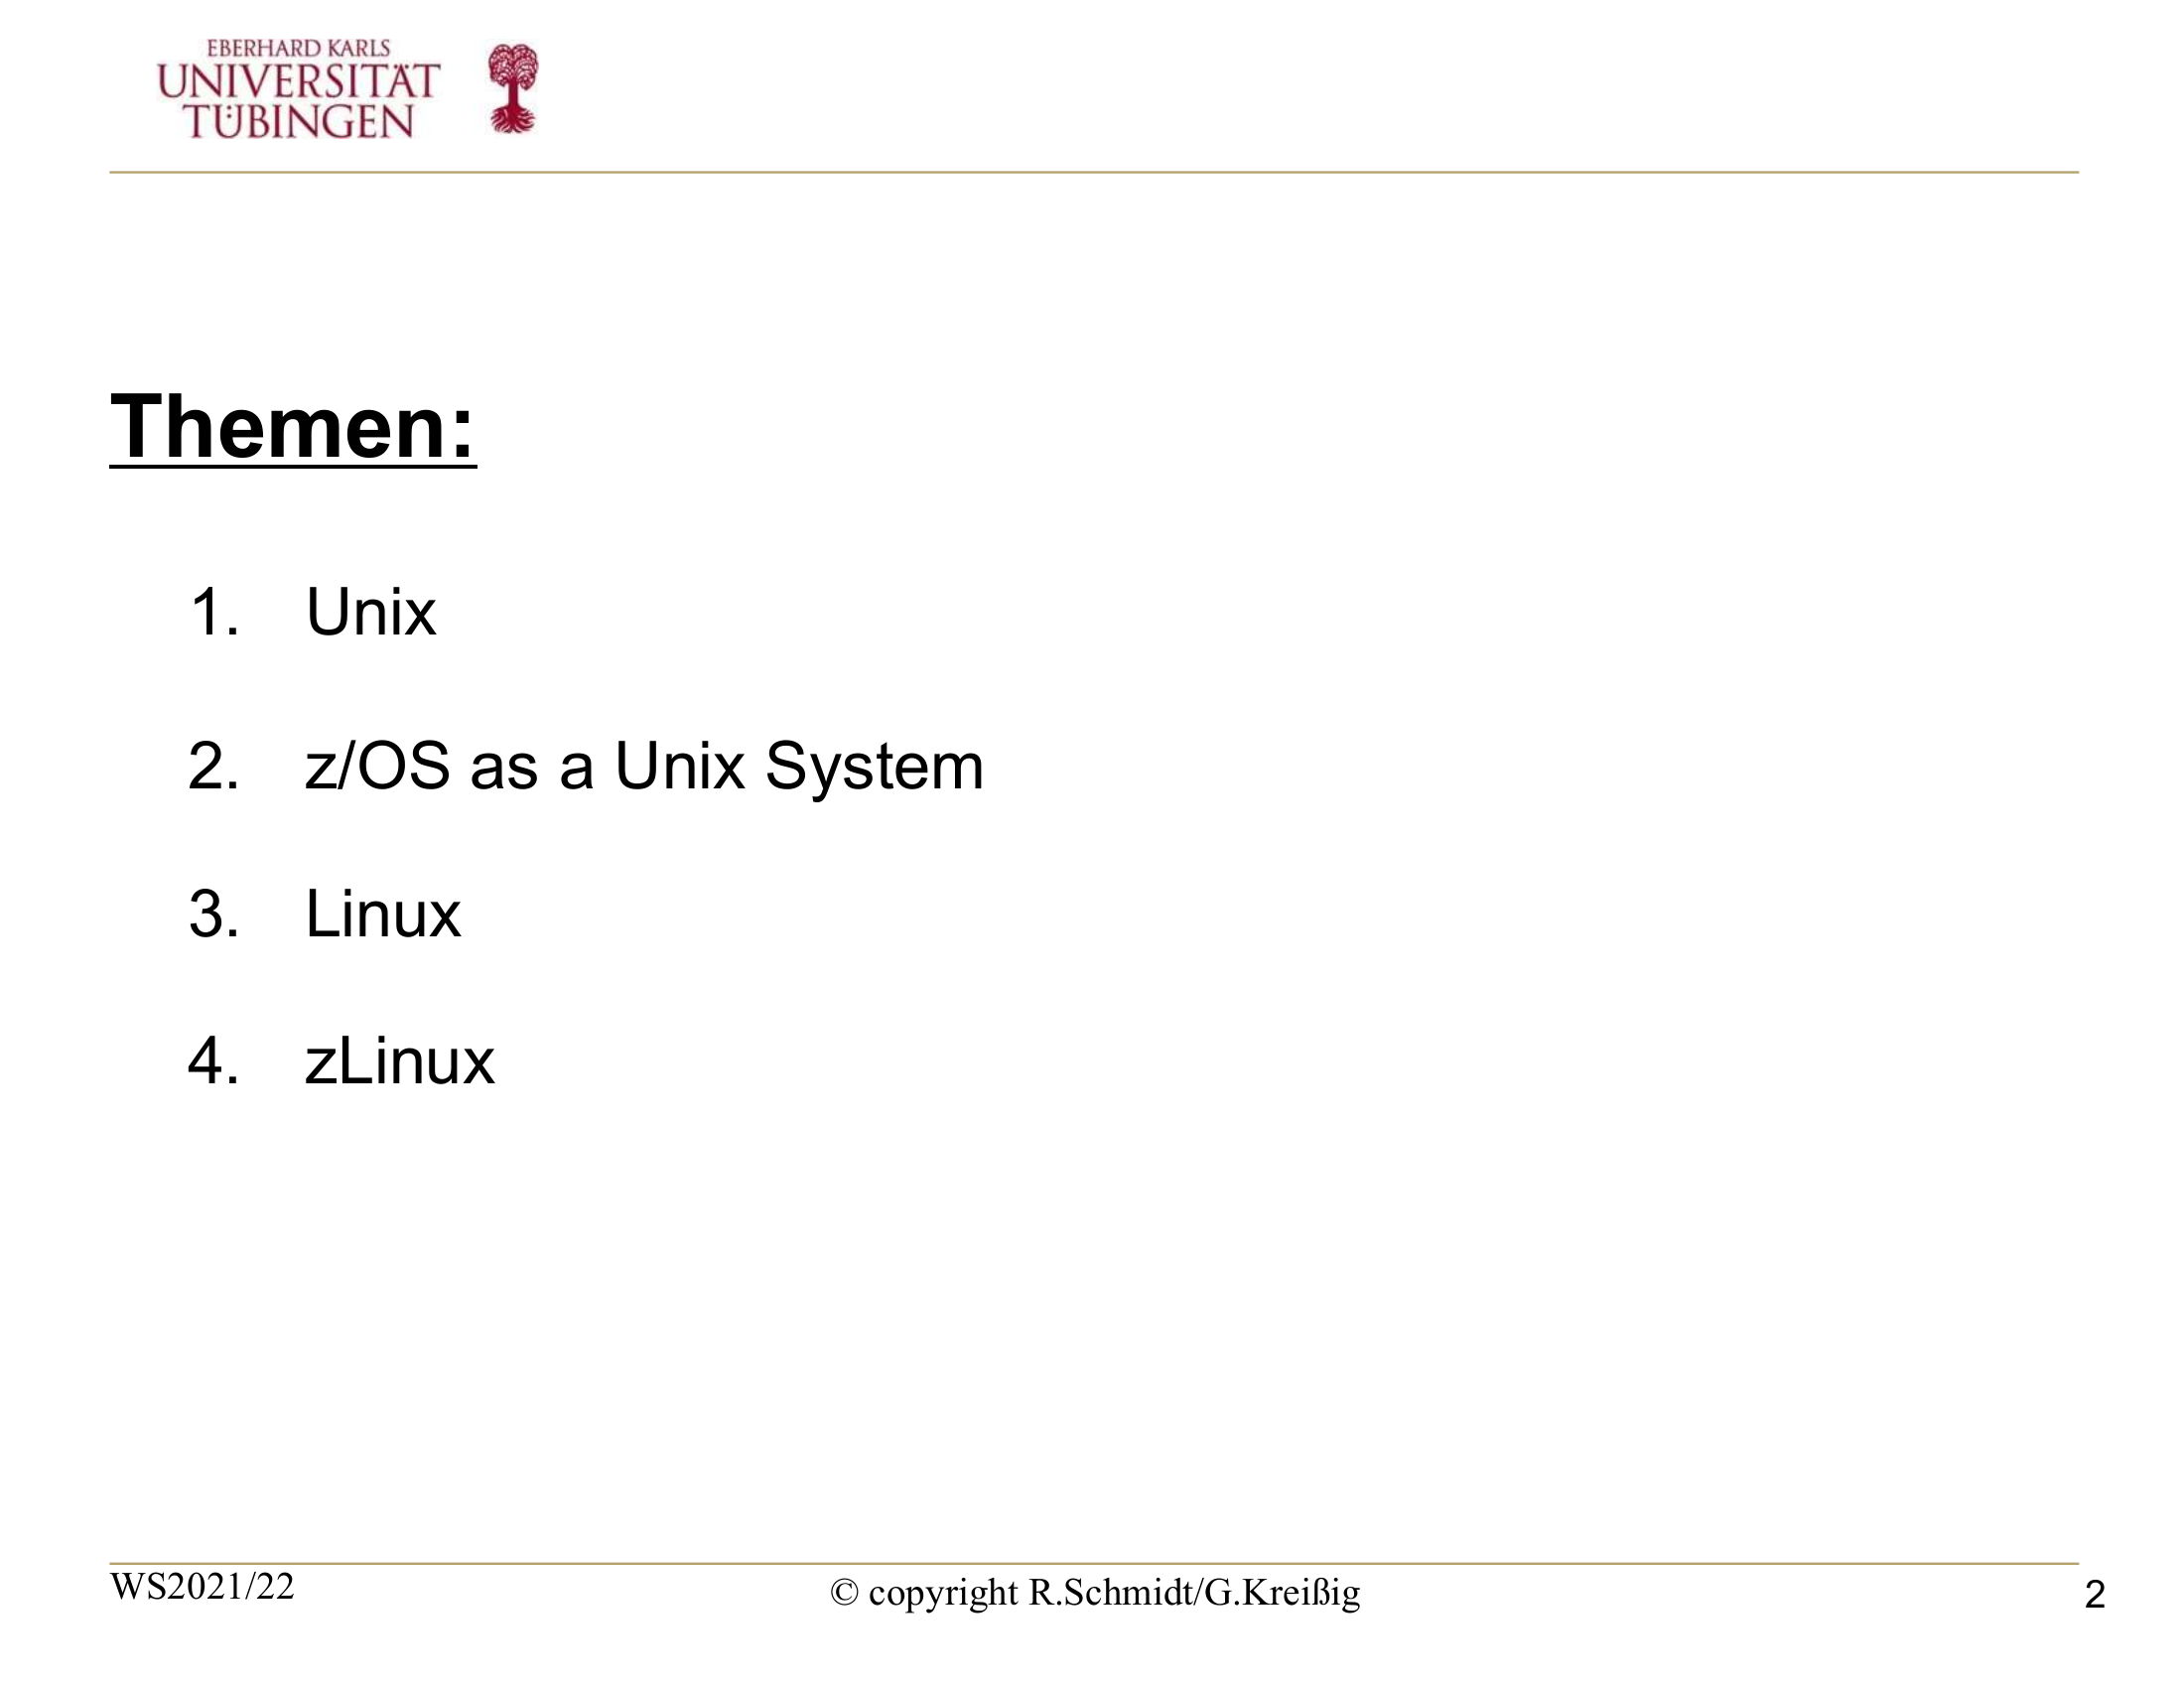 EBERHARD KARLS
UNIVERSITÄT
TÜBINGEN
Themen:
1. Unix
2. z/OS as a Unix System
3. Linux
4. zLinux
WS2021/22
© copyright R.Schmidt/G.Kreißig
2